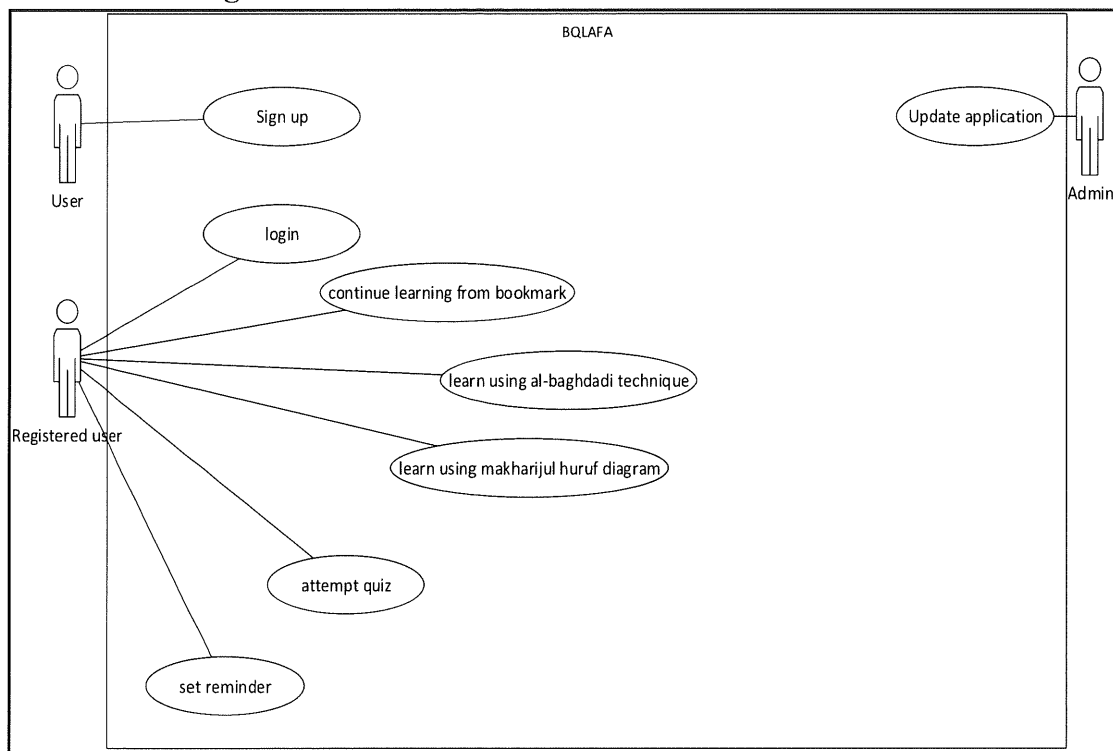 BQLAFA
Sign up
Update application
User
Admin
login
continue learning from bookmark
learn using al-baghdadi technique
Registered user
learn using makharijul huruf diagram
attempt quiz
set reminder